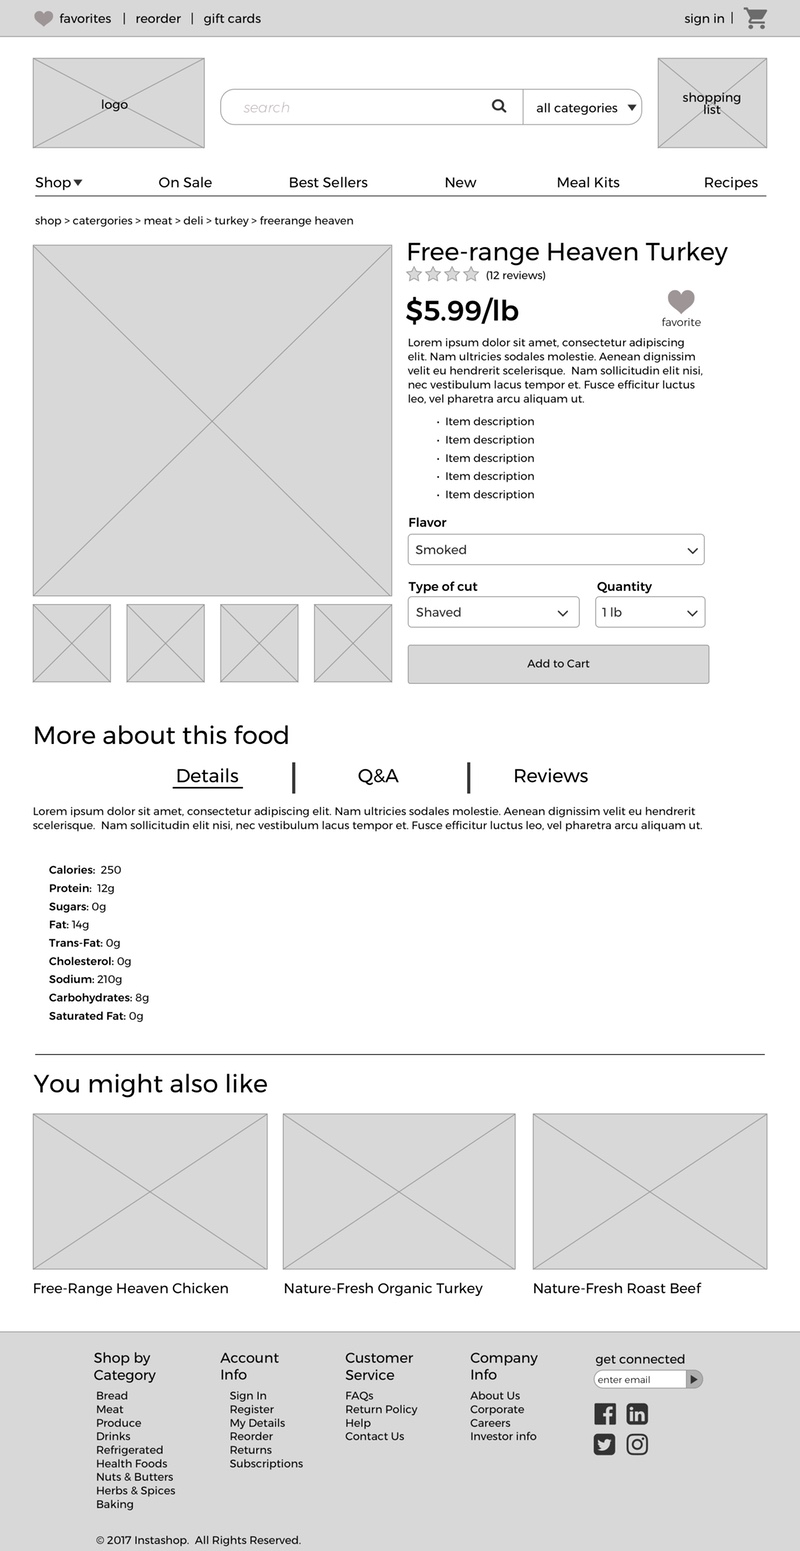 favorites | reorder | gift cards
sign in |
logo
search
all categories
shopping
list
Shop
On Sale
Best Sellers
New
Meal Kits
Recipes
shop > catergories > meat > deli > turkey > freerange heaven
Free-range Heaven Turkey
(12 reviews)
$5.99/lb
favorite
Lorem ipsum dolor sit amet, consectetur adipiscing
elit. Nam ultricies sodales molestie. Aenean dignissim
velit eu hendrerit scelerisque.  Nam sollicitudin elit nisi,
nec vestibulum lacus tempor et. Fusce efficitur luctus
leo, vel pharetra arcu aliquam ut.
· Item description
· Item description
· Item description
· Item description
· Item description
Flavor
Smoked
Type of cut
Quantity
Shaved
1 lb
Add to Cart
More about this food
Details
Q&A
Reviews
Lorem ipsum dolor sit amet, consectetur adipiscing elit. Nam ultricies sodales molestie. Aenean dignissim velit eu hendrerit
scelerisque.  Nam sollicitudin elit nisi, nec vestibulum lacus tempor et. Fusce efficitur luctus leo, vel pharetra arcu aliquam ut.
Calories:  250
Protein:  12g
Sugars: 0g
Fat: 14g
Trans-Fat: 0g
Cholesterol: 0g
Sodium: 210g
Carbohydrates: 8g
Saturated Fat: 0g
You might also like
Free-Range Heaven Chicken
Nature-Fresh Organic Turkey
Nature-Fresh Roast Beef
Shop by
Category
Bread
Meat
Produce
Drinks
Refrigerated
Health Foods
Nuts & Butters
Herbs & Spices
Baking
Account
Info
Sign In
Register
My Details
Reorder
Returns
Subscriptions
Customer
Service
FAQs
Return Policy
Help
Contact Us
Company
Info
About Us
Corporate
Careers
Investor info
get connected
enter email
© 2017 Instashop.  All Rights Reserved.